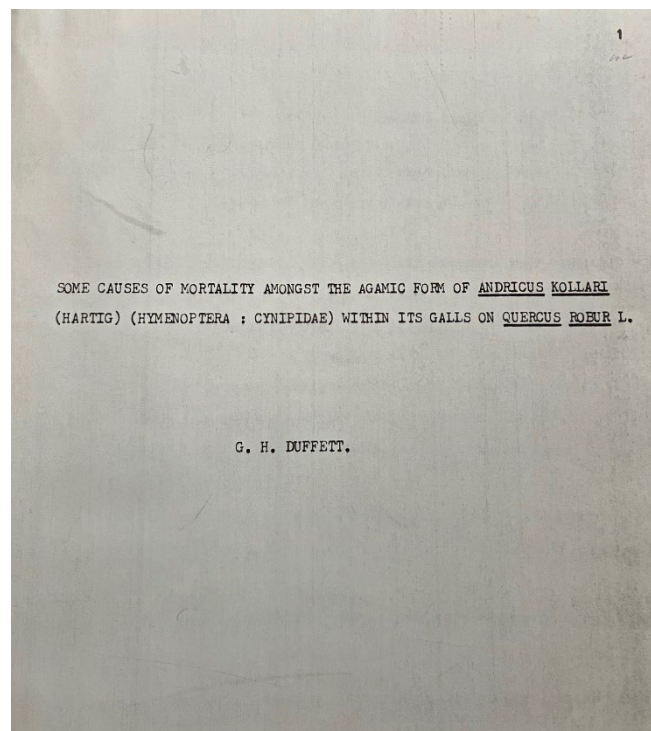 1
SOME CAUSES OF MORTALITY AMONGST THE AGAMIC FORM OF ANDRICUS KOLLARI
(HARTIG) (HYMENOPTERA : CYNIPIDAE) WITHIN ITS GALLS ON QUERCUS ROBUR L.
G. H. DUFFETT.